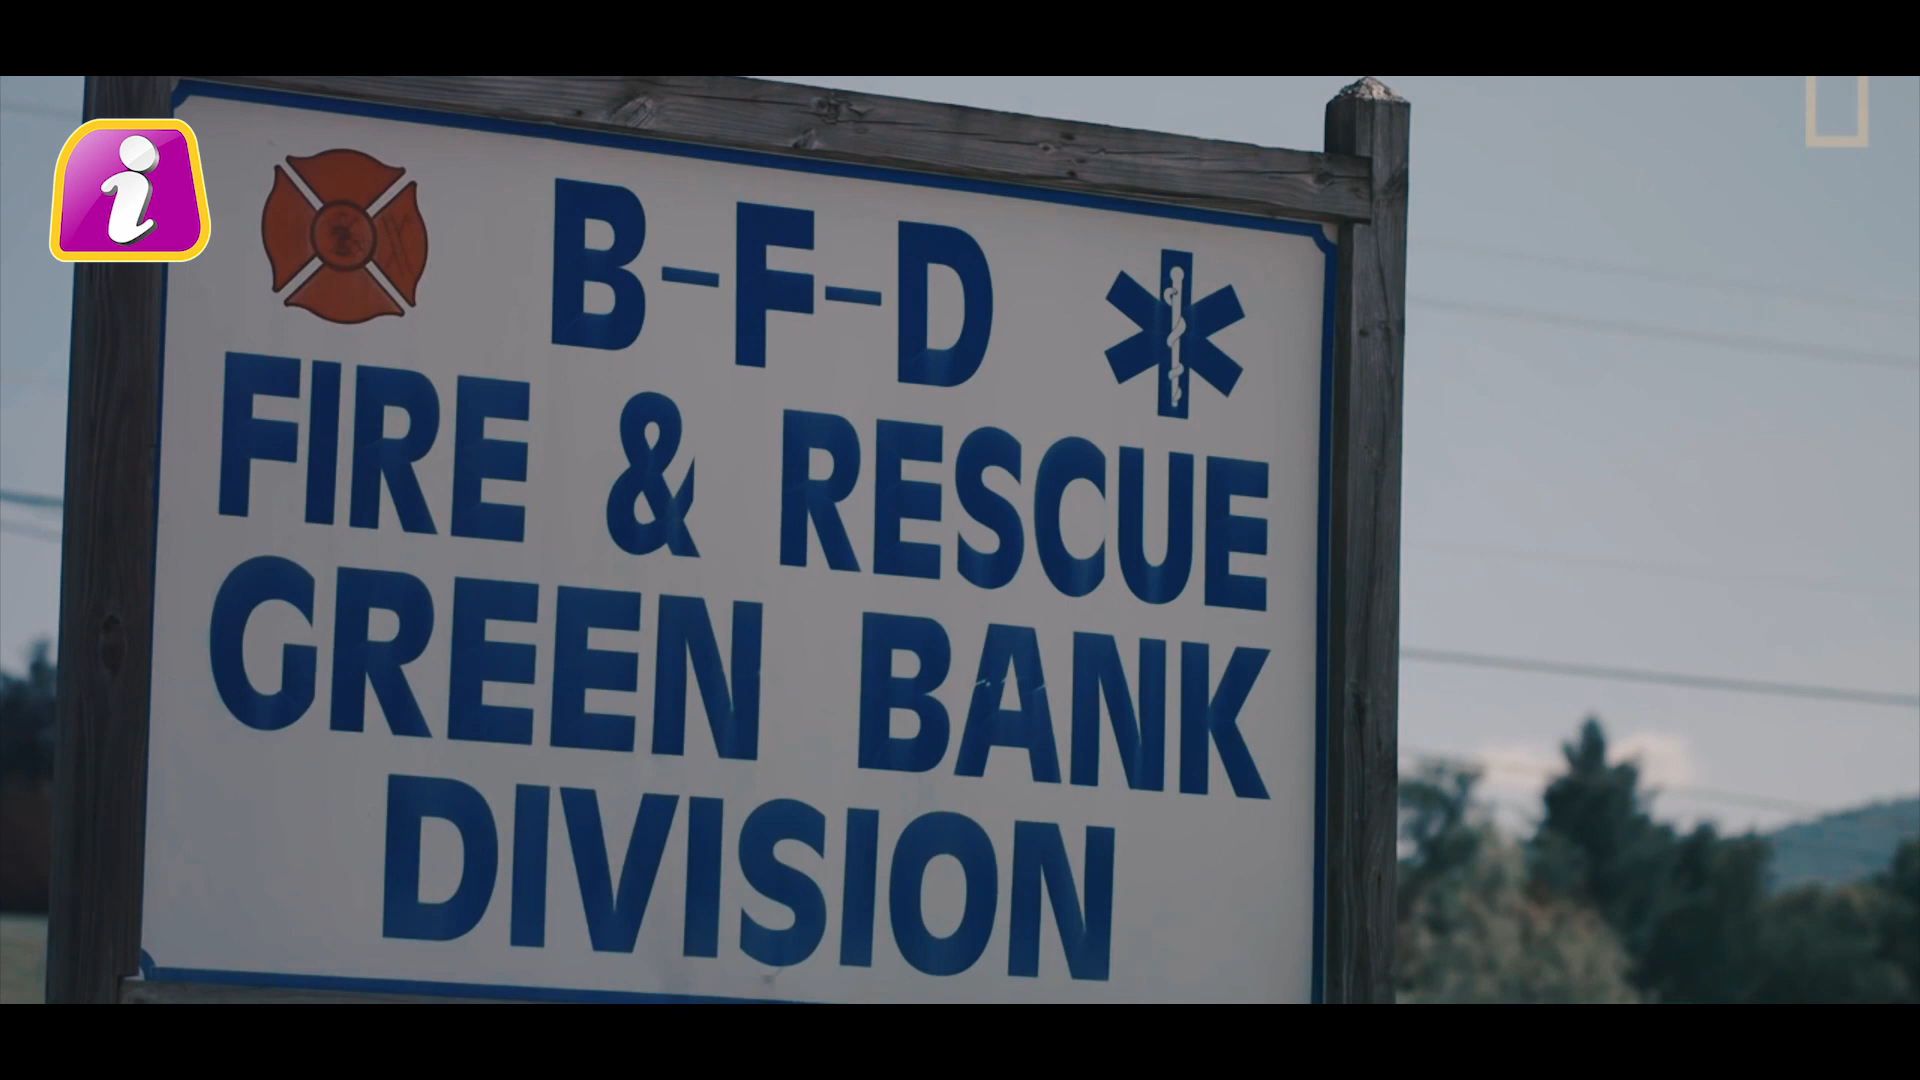 i
B-F-D
FIRE & RESCUE
GREEN BANK
DIVISION